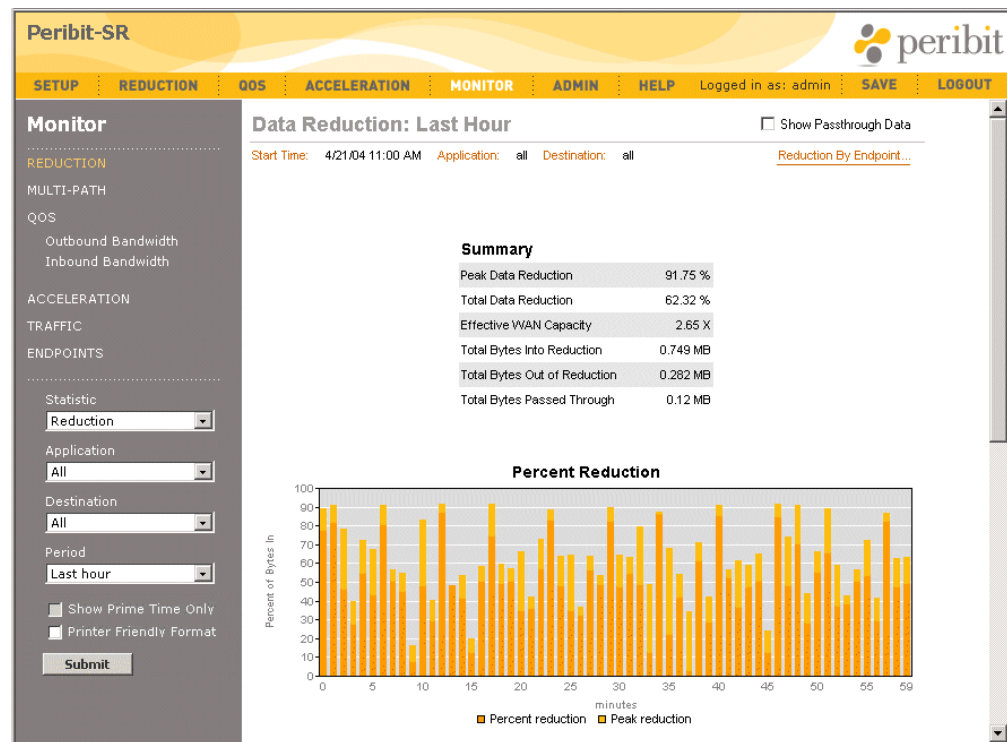 Peribit-SR
peribit
SETUP REDUCTION QOS ACCELERATION MONITOR ADMIN HELP Logged in as: admin SAVE LOGOUT
Monitor
REDUCTION
MULTI-PATH
QOS
Outbound Bandwidth
Inbound Bandwidth
ACCELERATION
TRAFFIC
ENDPOINTS
Statistic
Reduction
Application
All
Destination
All
Period
Last hour
Show Prime Time Only
Printer Friendly Format
Submit
Data Reduction: Last Hour
Show Passthrough Data
Start Time: 4/21/04 11:00 AM Application: all Destination: all
Reduction By Endpoint...
Summary
Peak Data Reduction 91.75 %
Total Data Reduction 62.32 %
Effective WAN Capacity 2.65 X
Total Bytes Into Reduction 0.749 MB
Total Bytes Out of Reduction 0.282 MB
Total Bytes Passed Through 0.12 MB
Percent Reduction
Percent of Bytes In
100
90
80
70
60
50
40
30
20
10
0
0 5 10 15 20 25 30 35 40 45 50 55 59
minutes
Percent reduction Peak reduction